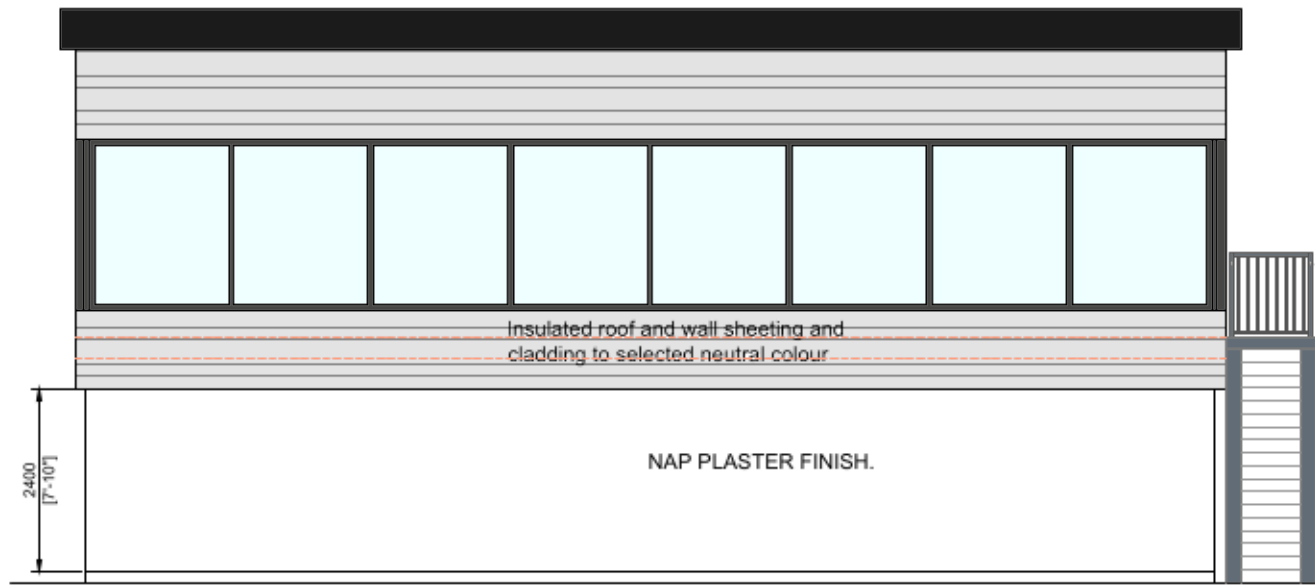 Insulated roof and wall sheeting and
cladding to selected neutral colour
NAP PLASTER FINISH.
2400
[7'-10"]